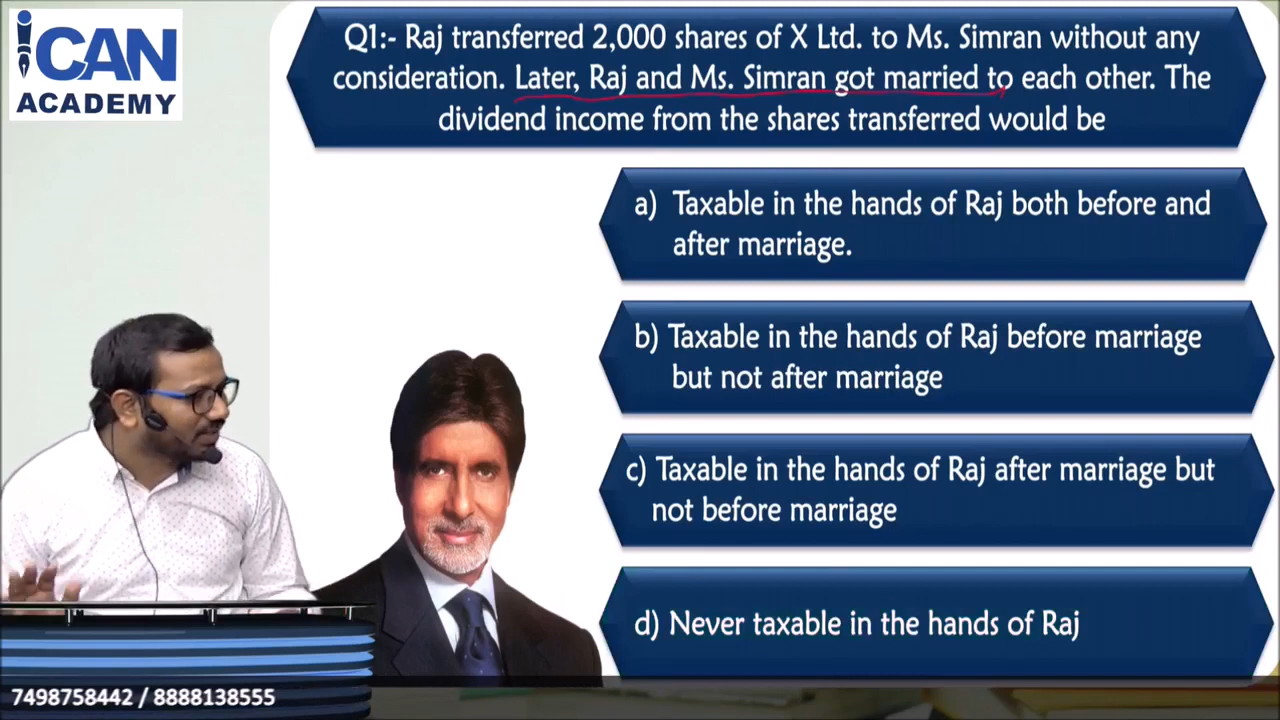 iCAN
ACADEMY
Q1:- Raj transferred 2,000 shares of X Ltd. to Ms. Simran without any
consideration. Later, Raj and Ms. Simran got married to each other. The
dividend income from the shares transferred would be
a) Taxable in the hands of Raj both before and
after marriage.
b) Taxable in the hands of Raj before marriage
but not after marriage
c) Taxable in the hands of Raj after marriage but
not before marriage
d) Never taxable in the hands of Raj
7498758442 / 8888138555